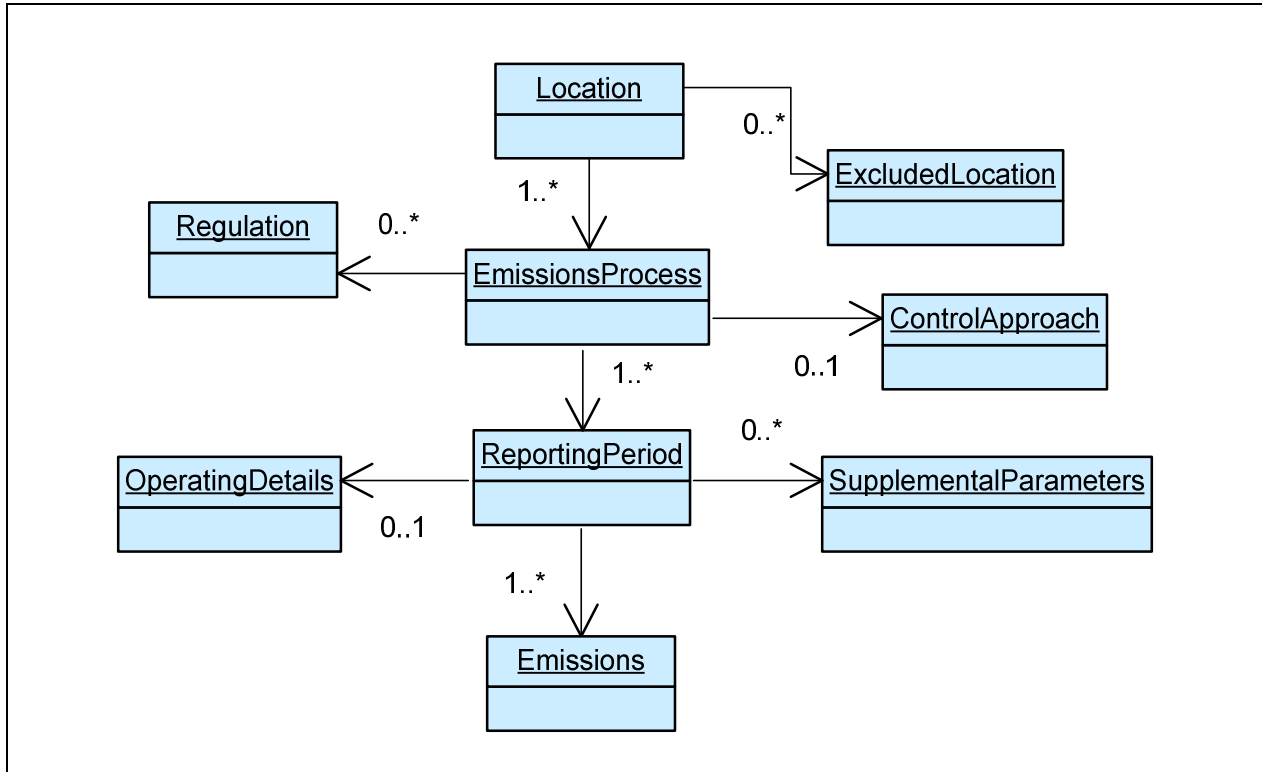 Location
0..*
ExcludedLocation
1..*
Regulation
0..*
EmissionsProcess
ControlApproach
0..1
1..*
0..*
ReportingPeriod
OperatingDetails
SupplementalParameters
0..1
1..*
Emissions